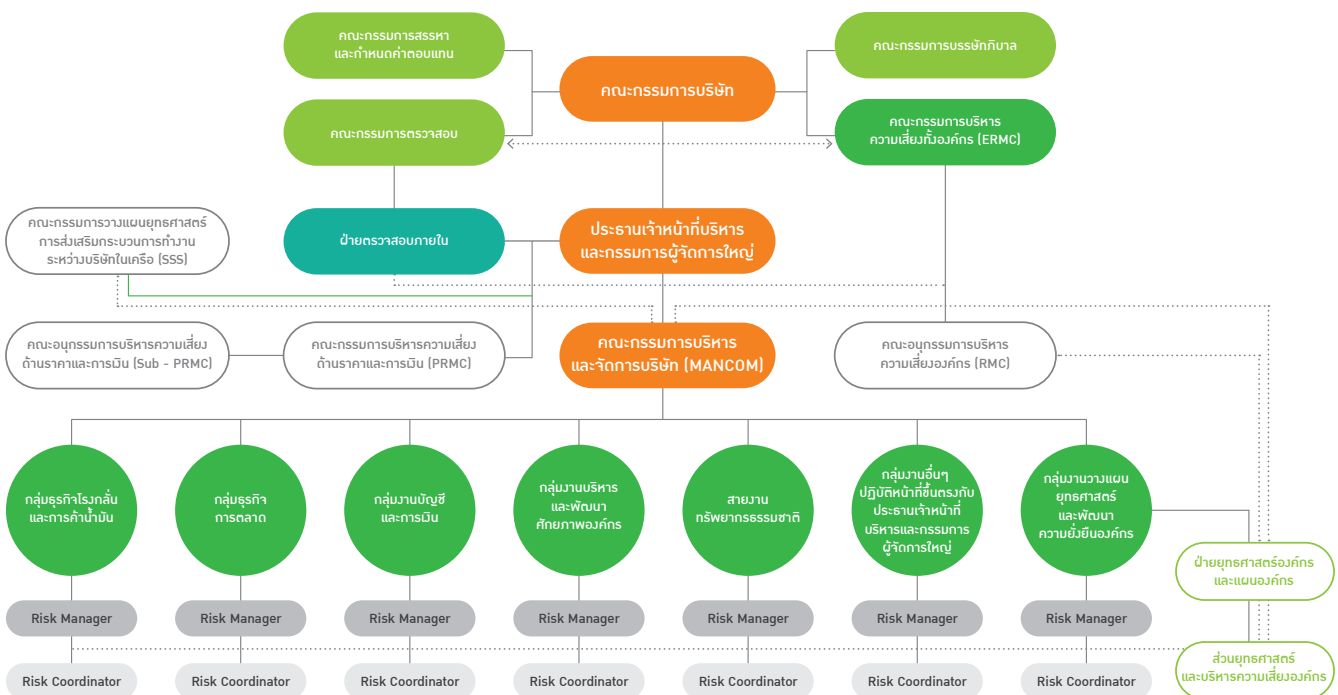 คณะกรรมการสรรหา
และกำหนดค่าตอบแทน
คณะกรรมการบริษัท
คณะกรรมการบรรษัทภิบาล
คณะกรรมการตรวจสอบ
คณะกรรมการบริหาร
ความเสี่ยงทั้งองค์กร (ERMC)
คณะกรรมการวางแผนยุทธศาสตร์
การส่งเสริมกระบวนการทำงาน
ระหว่างบริษัทในเครือ (SSS)
ฝ่ายตรวจสอบภายใน
ประธานเจ้าหน้าที่บริหาร
และกรรมการผู้จัดการใหญ่
คณะอนุกรรมการบริหารความเสี่ยง
ด้านราคาและการเงิน (Sub - PRMC)
คณะกรรมการบริหารความเสี่ยง
ด้านราคาและการเงิน (PRMC)
คณะกรรมการบริหาร
และจัดการบริษัท (MANCOM)
คณะอนุกรรมการบริหาร
ความเสี่ยงองค์กร (RMC)
กลุ่มธุรกิจโรงกลั่น
และการค้าน้ำมัน
กลุ่มธุรกิจ
การตลาด
กลุ่มงานบัญชี
และการเงิน
กลุ่มงานบริหาร
และพัฒนา
ศักยภาพองค์กร
สายงาน
ทรัพยากรธรรมชาติ
กลุ่มงานอื่นๆ
ปฏิบัติหน้าที่ขึ้นตรงกับ
ประธานเจ้าหน้าที่
บริหารและกรรมการ
ผู้จัดการใหญ่
กลุ่มงานวางแผน
ยุทธศาสตร์
และพัฒนา
ความยั่งยืนองค์กร
ฝ่ายยุทธศาสตร์องค์กร
และแผนองค์กร
Risk Manager
Risk Manager
Risk Manager
Risk Manager
Risk Manager
Risk Manager
Risk Manager
ส่วนยุทธศาสตร์
และบริหารความเสี่ยงองค์กร
Risk Coordinator
Risk Coordinator
Risk Coordinator
Risk Coordinator
Risk Coordinator
Risk Coordinator
Risk Coordinator